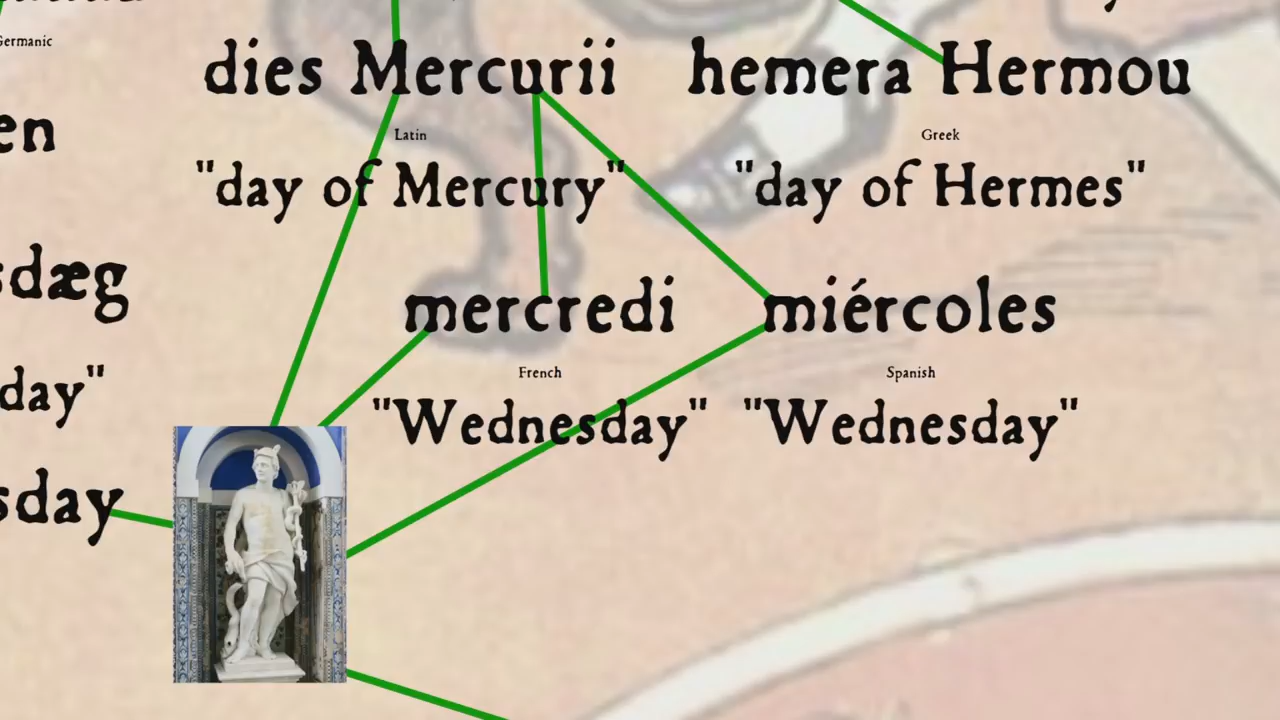 Germanic
dies Mercurii
hemera Hermou
en
Latin
Greek
"day of Mercury"
"day of Hermes"
sdæg
mercredi
miércoles
day"
French
Spanish
"Wednesday"
"Wednesday"
sday